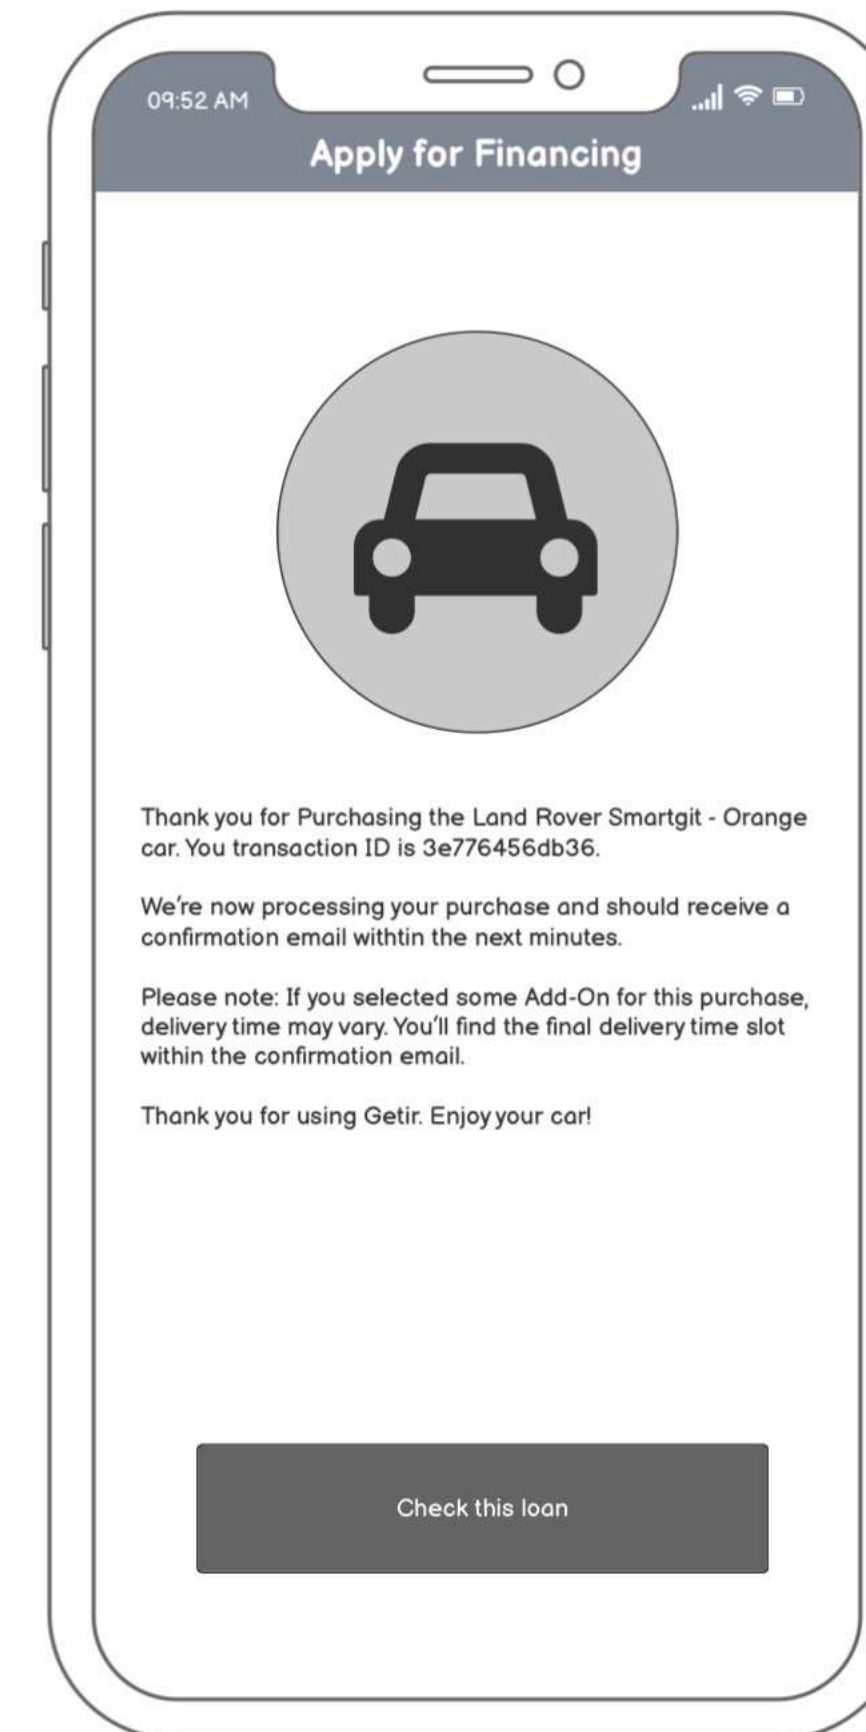 09:52 AM
Apply for Financing
Thank you for Purchasing the Land Rover Smartgit - Orange
car. You transaction ID is 3e776456db36.
We're now processing your purchase and should receive a
confirmation email withtin the next minutes.
Please note: If you selected some Add-On for this purchase,
delivery time may vary. You'll find the final delivery time slot
within the confirmation email.
Thank you for using Getir. Enjoy your car!
Check this loan